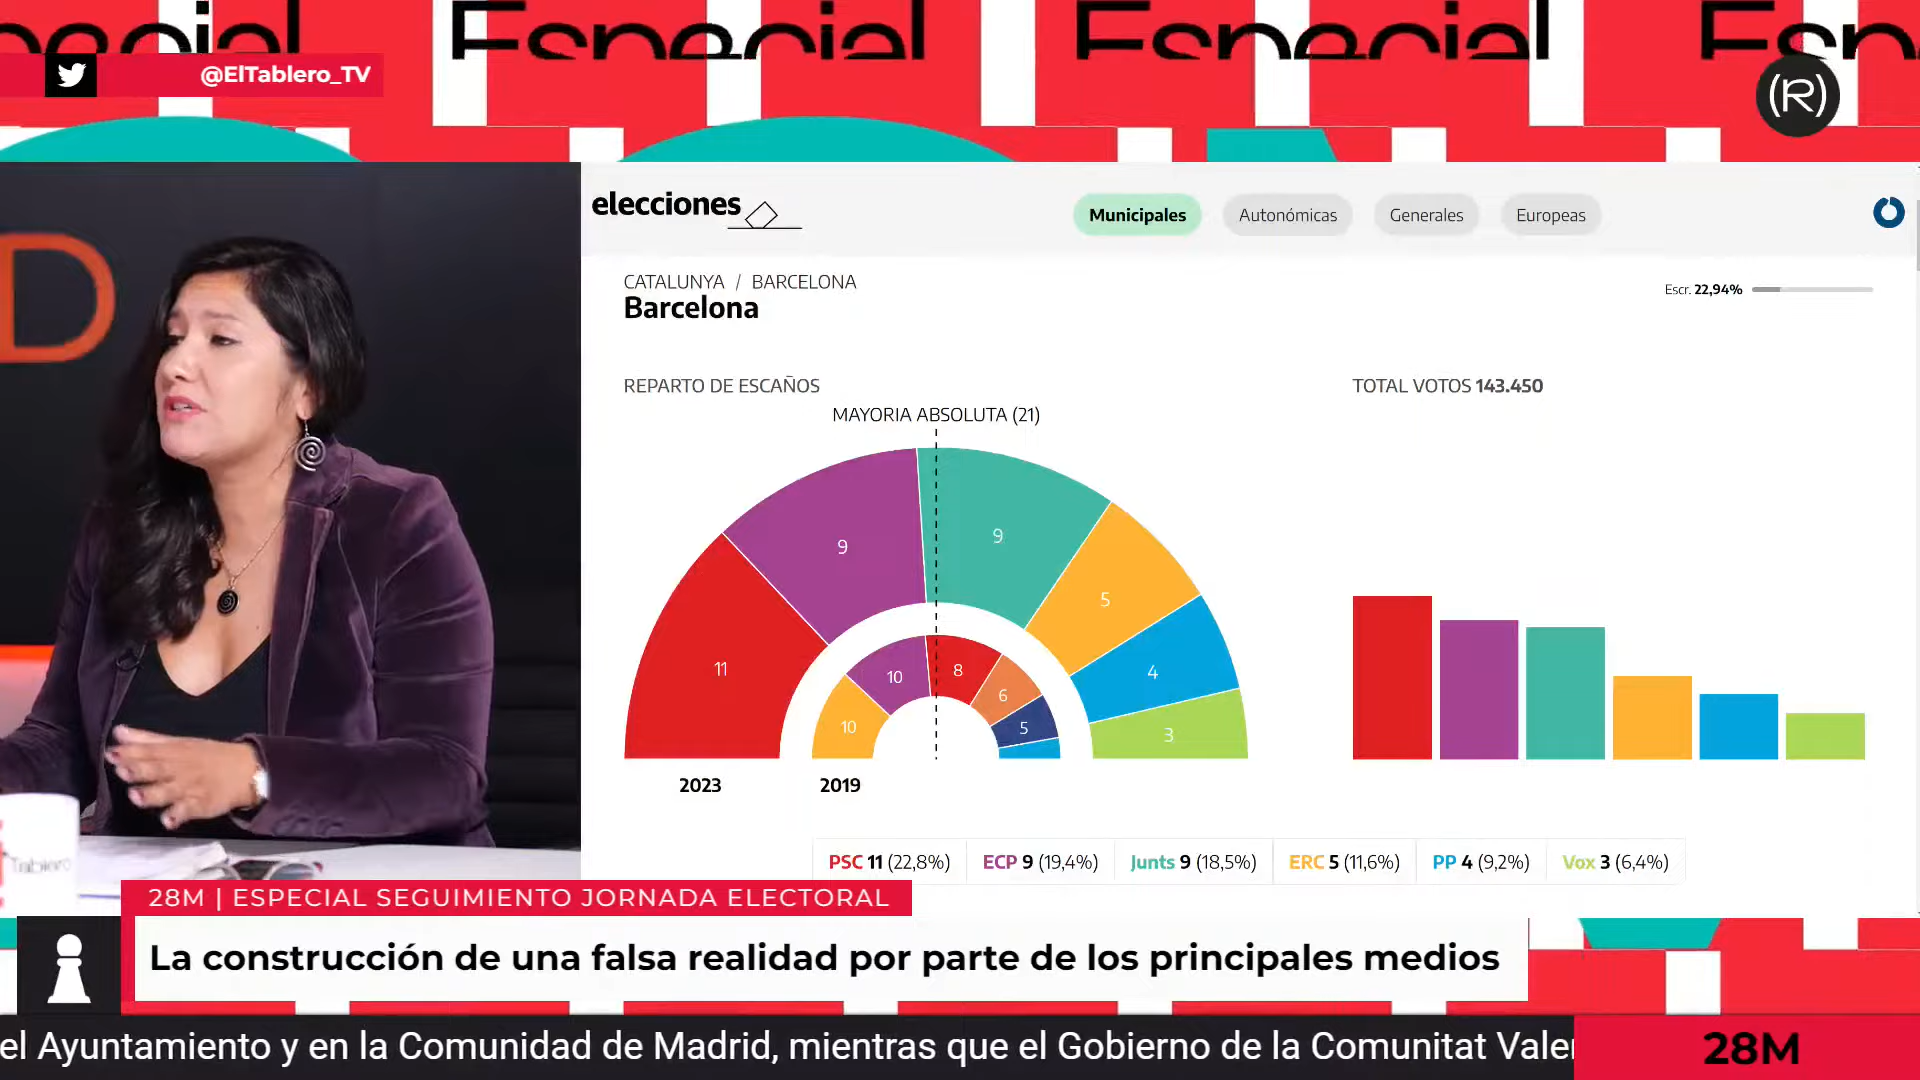 Especial
Especial
@ElTablero_TV
(R)
elecciones
Municipales
Autonómicas
Generales
Europeas
CATALUNYA / BARCELONA
Barcelona
Escr. 22,94%
REPARTO DE ESCAÑOS
TOTAL VOTOS 143.450
MAYORIA ABSOLUTA (21)
11
9
9
5
4
3
10
10
8
6
5
2023
2019
PSC 11 (22,8%)
ECP 9 (19,4%)
Junts 9 (18,5%)
ERC 5 (11,6%)
PP 4 (9,2%)
Vox 3 (6,4%)
D
Tablero
28M | ESPECIAL SEGUIMIENTO JORNADA ELECTORAL
La construcción de una falsa realidad por parte de los principales medios
el Ayuntamiento y en la Comunidad de Madrid, mientras que el Gobierno de la Comunitat Vale
28M